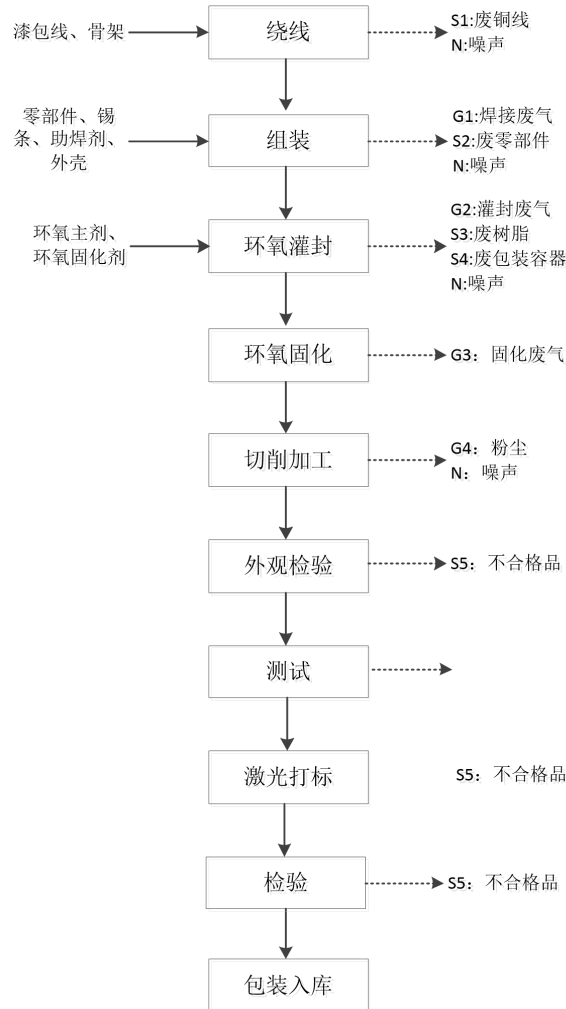 漆包线、骨架
绕线
S1:废铜线
N:噪声
零部件、锡
条、助焊剂、
外壳
组装
G1:焊接废气
S2:废零部件
N:噪声
环氧主剂、
环氧固化剂
环氧灌封
G2:灌封废气
S3:废树脂
S4:废包装容器
N:噪声
环氧固化
G3：固化废气
切削加工
G4：粉尘
N：噪声
外观检验
S5：不合格品
测试
激光打标
S5：不合格品
检验
S5：不合格品
包装入库